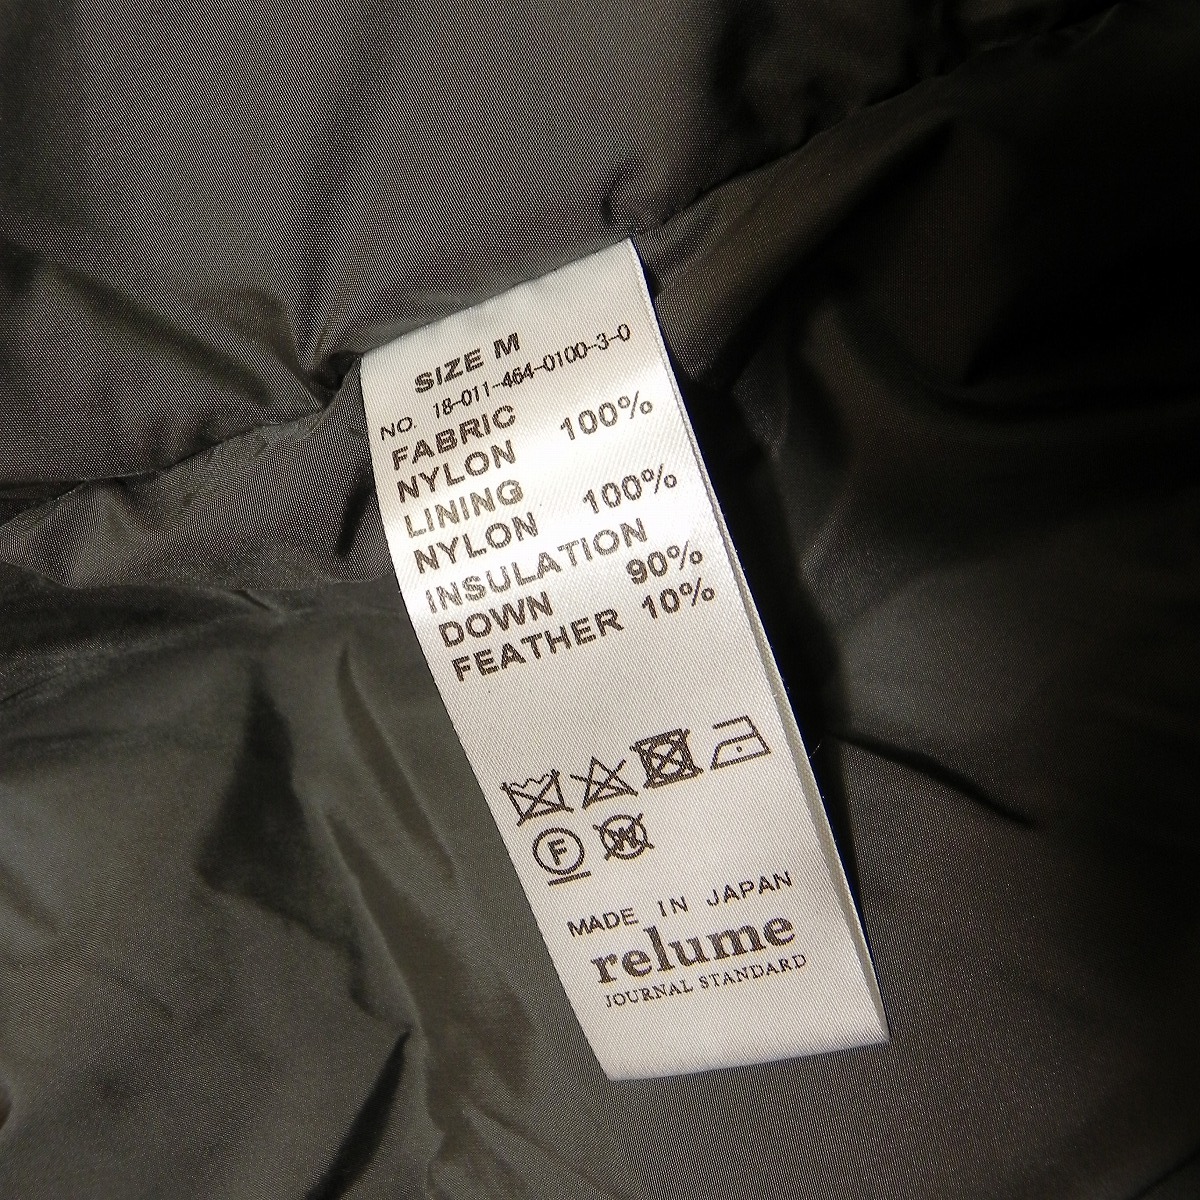 SIZE M
NO. 18-011-464-0100-3-0
FABRIC
NYLON 100%
LINING
NYLON 100%
INSULATION
DOWN 90%
FEATHER 10%
F W
MADE IN JAPAN
relume
JOURNAL STANDARD